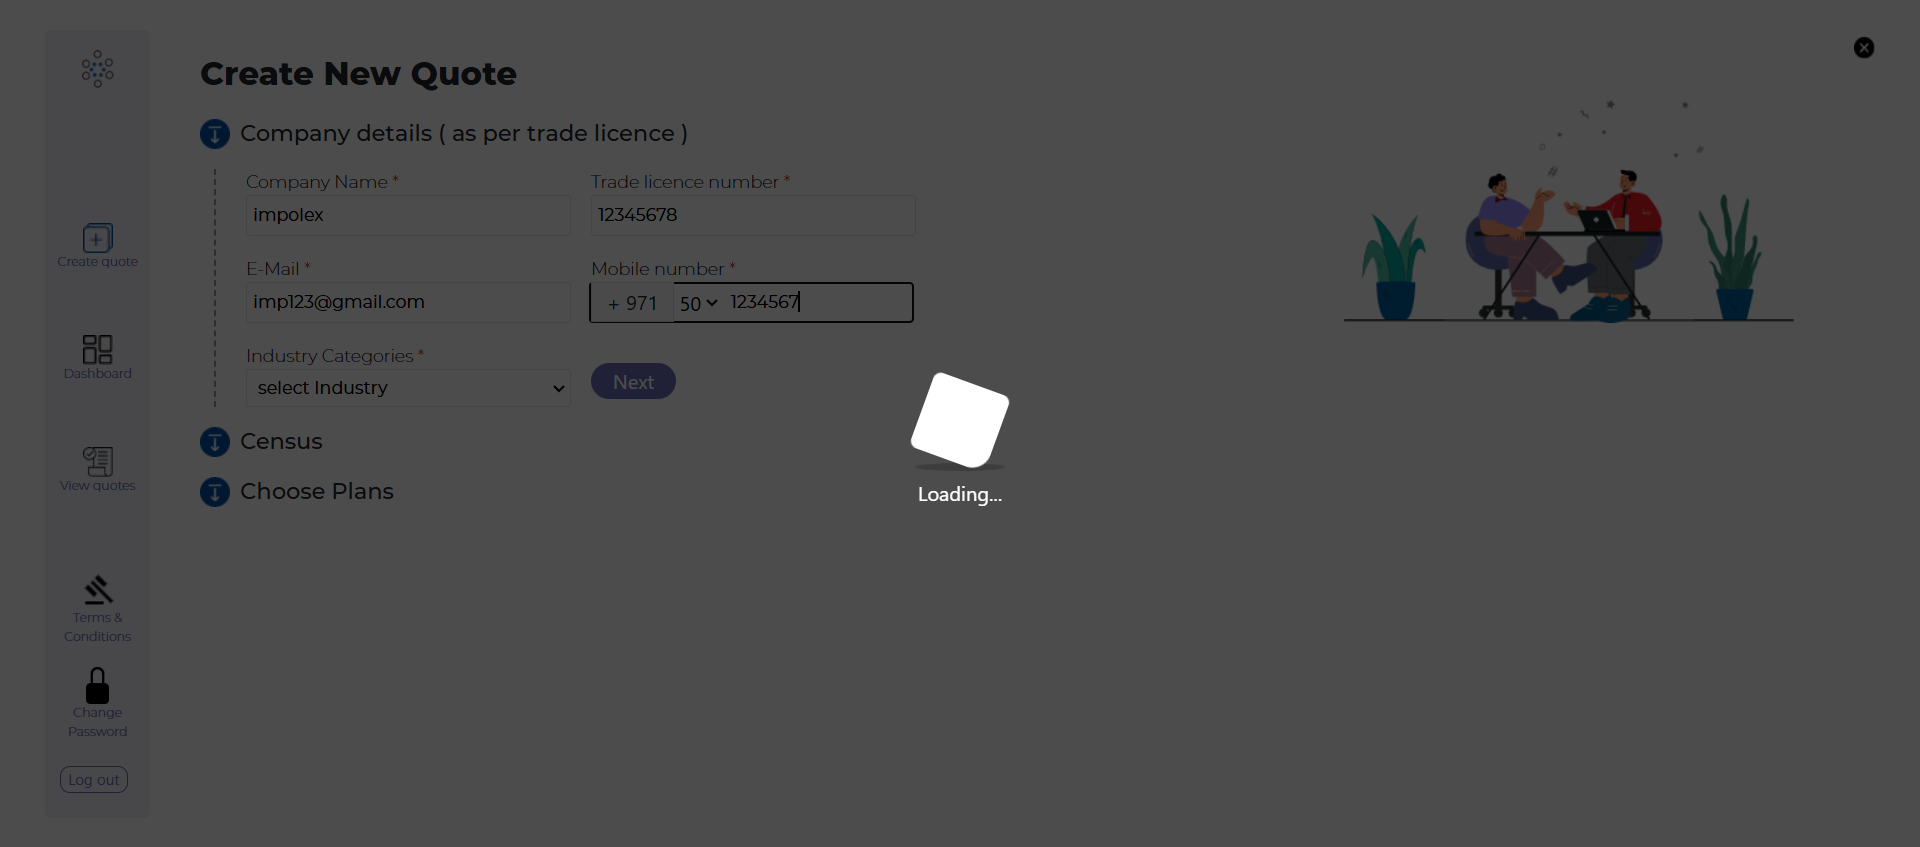 Create New Quote
Company details ( as per trade licence )
Company Name *
Trade licence number *
impolex
12345678
E-Mail *
Mobile number *
imp123@gmail.com
+ 971
50
1234567
Industry Categories *
select Industry
Next
Census
Choose Plans
Loading...
Create quote
Dashboard
View quotes
Terms &
Conditions
Change
Password
Log out